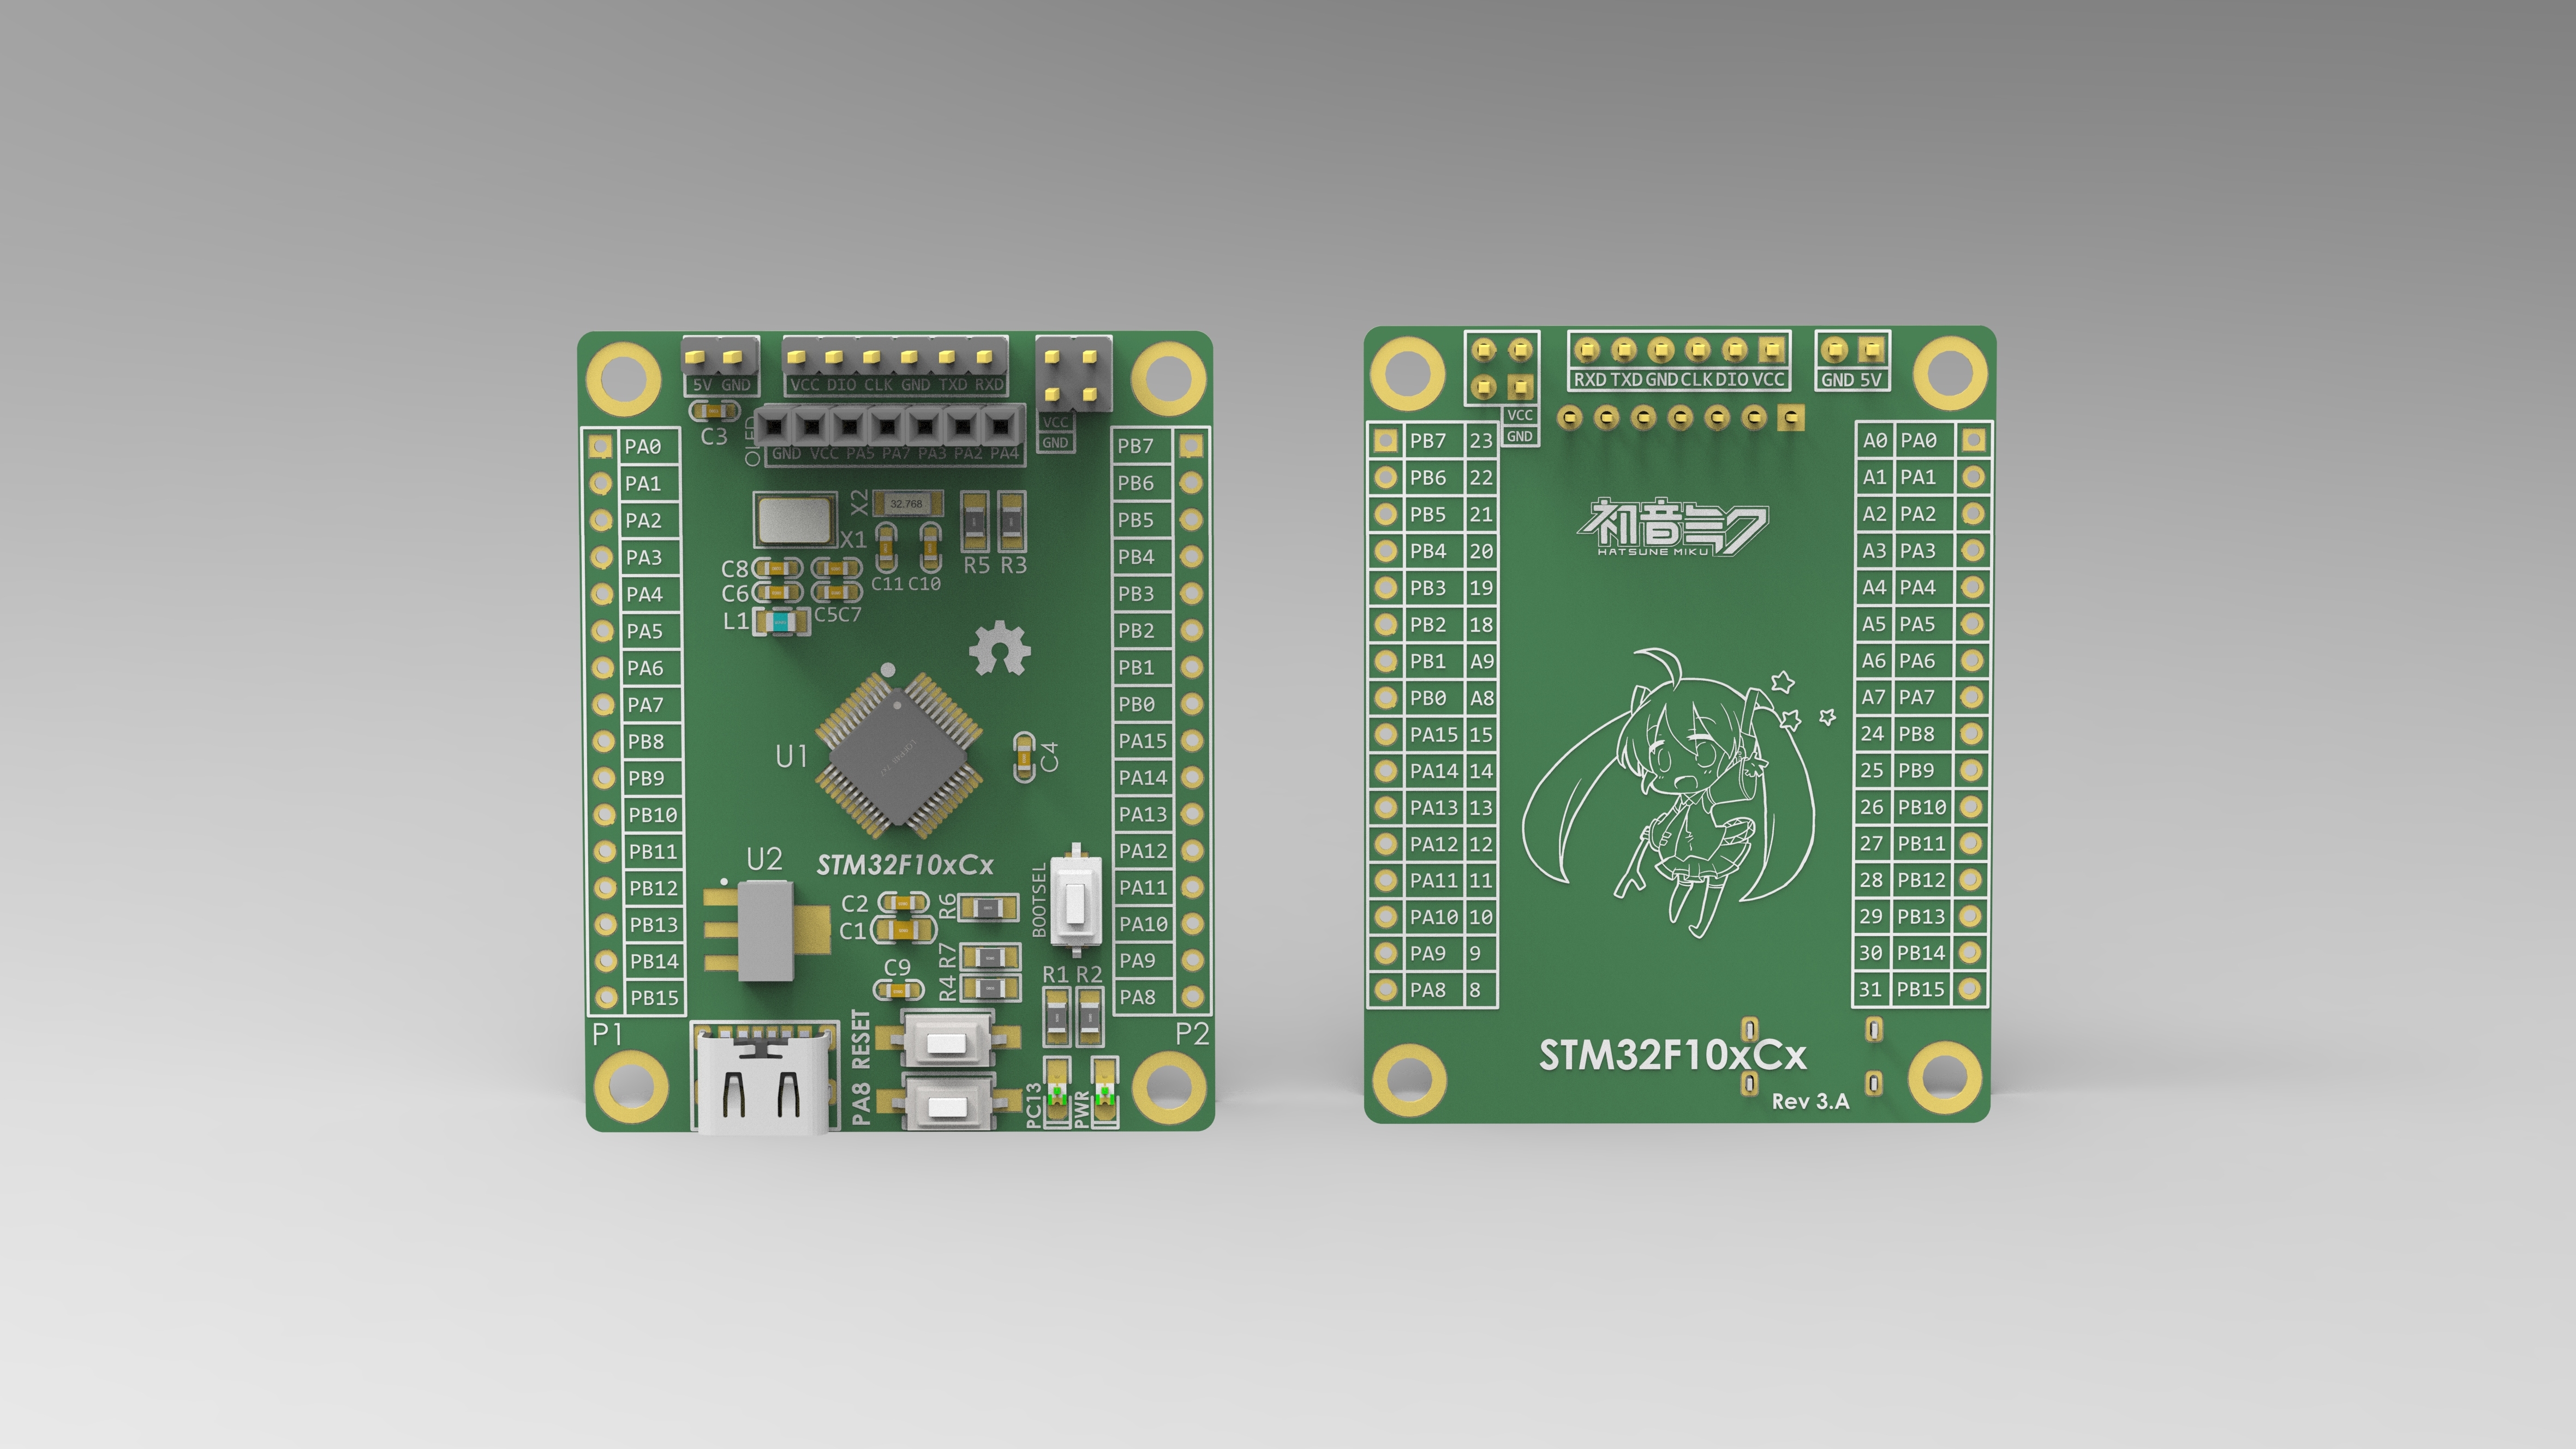 5V GND
VCC DIO CLK GND TXD RXD
C3
OLED
VCC
GND
GND VCC PA5 PA7 PA3 PA2 PA4
PA0
PA1
PA2
PA3
PA4
PA5
PA6
PA7
PB8
PB9
PB10
PB11
PB12
PB13
PB14
PB15
P1
X2
32.768
X1
C11 C10
R5 R3
C8
C6
C5C7
L1
U1
C4
STM32F10xCx
U2
C2
C1
R6
BOOTSEL
C9
R7
R4
R1 R2
RESET
PA8
PC13
PWR
PB7
PB6
PB5
PB4
PB3
PB2
PB1
PB0
PA15
PA14
PA13
PA12
PA11
PA10
PA9
PA8
P2
RXD TXD GND CLK DIO VCC
GND 5V
VCC
GND
PB7 23
PB6 22
PB5 21
PB4 20
PB3 19
PB2 18
PB1 A9
PB0 A8
PA15 15
PA14 14
PA13 13
PA12 12
PA11 11
PA10 10
PA9 9
PA8 8
初音ミク
HATSUNE MIKU
A0 PA0
A1 PA1
A2 PA2
A3 PA3
A4 PA4
A5 PA5
A6 PA6
A7 PA7
24 PB8
25 PB9
26 PB10
27 PB11
28 PB12
29 PB13
30 PB14
31 PB15
STM32F10xCx
Rev 3.A